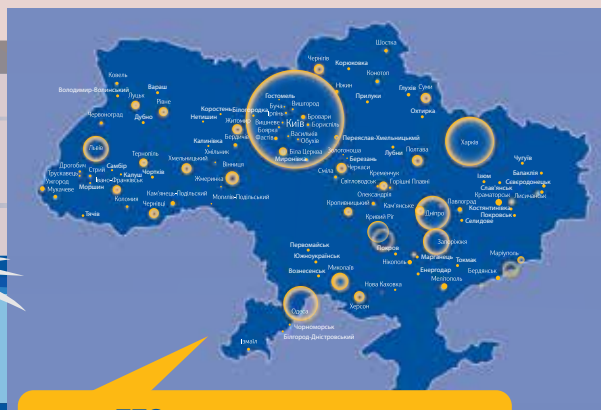 Шостка
Чернігів
Корюковка
Конотоп
Ковель
Володимир-Волинський
Вараш
Ніжин
Глухів
Суми
Луцьк
Рівне
Прилуки
Гостомель
Вишгород
Буча
Ірпінь
Дубно
Коростень
Білогородка
Бровари
Охтирка
Нетишин
Червоноград
Житомир
Вишневе
Київ
Бориспіль
Боярка
Васильків
Бердичів
Фастів
Обухів
Переяслав-Хмельницький
Калинівка
Харків
Львів
Біла Церква
Золотоноша
Лубни
Полтава
Тернопіль
Хмільник
Миронівка
Березань
Чугуїв
Дрогобич
Самбір
Хмельницький
Вінниця
Черкаси
Трускавець
Стрий
Калуш
Чортків
Сміла
Кременчук
Ізюм
Балаклія
Ужгород
Моршин
Івано-Франківськ
Жмеринка
Світловодськ
Горішні Плавні
Слав'янськ
Сєвєродонецьк
Мукачеве
Кам'янець-Подільский
Олександрія
Краматорськ
Лисичанськ
Коломия
Могилів-Подільський
Кам'янське
Павлоград
Костянтинівка
Тячів
Чернівці
Кропивницький
Дніпро
Покровськ
Кривий Ріг
Селидове
Запоріжжя
Первомайськ
Покров
Марганець
Маріуполь
Южноукраїнськ
Нікополь
Токмак
Вознесенськ
Миколаїв
Енергодар
Бердянськ
Нова Каховка
Мелітополь
Херсон
Одеса
Чорноморськ
Ізмаїл
Білгород-Дністровський